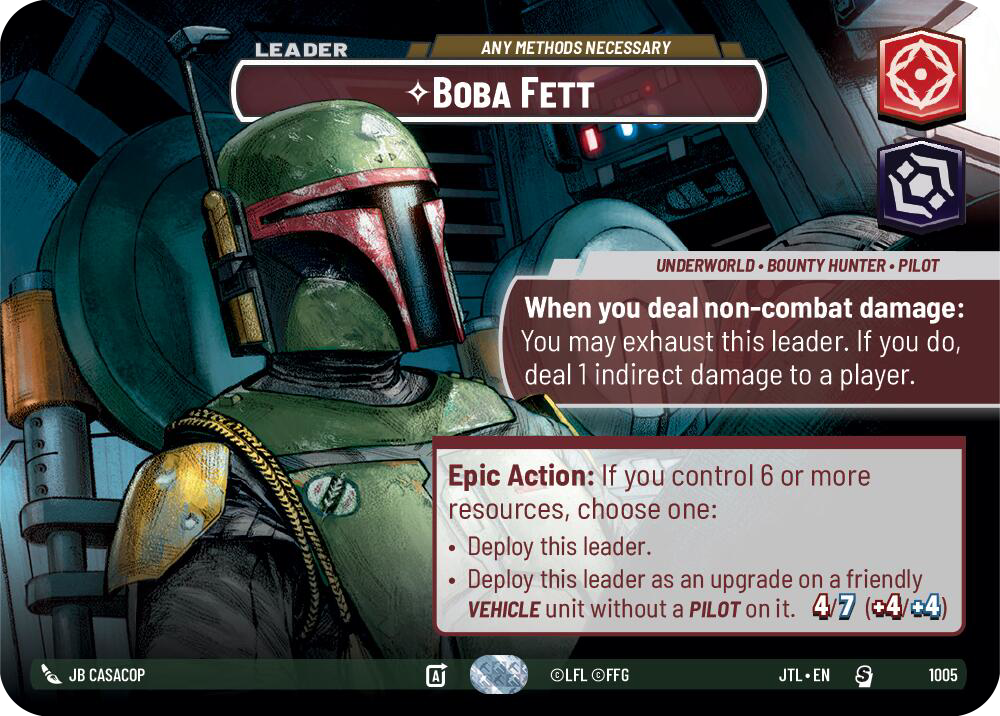 LEADER
ANY METHODS NECESSARY
✧BOBA FETT
UNDERWORLD • BOUNTY HUNTER • PILOT
When you deal non-combat damage:
You may exhaust this leader. If you do,
deal 1 indirect damage to a player.
Epic Action: If you control 6 or more
resources, choose one:
• Deploy this leader.
• Deploy this leader as an upgrade on a friendly
VEHICLE unit without a PILOT on it. 4/7 (+4/+4)
JB CASACOP
A
©LFL ©FFG
JTL • EN
S
1005